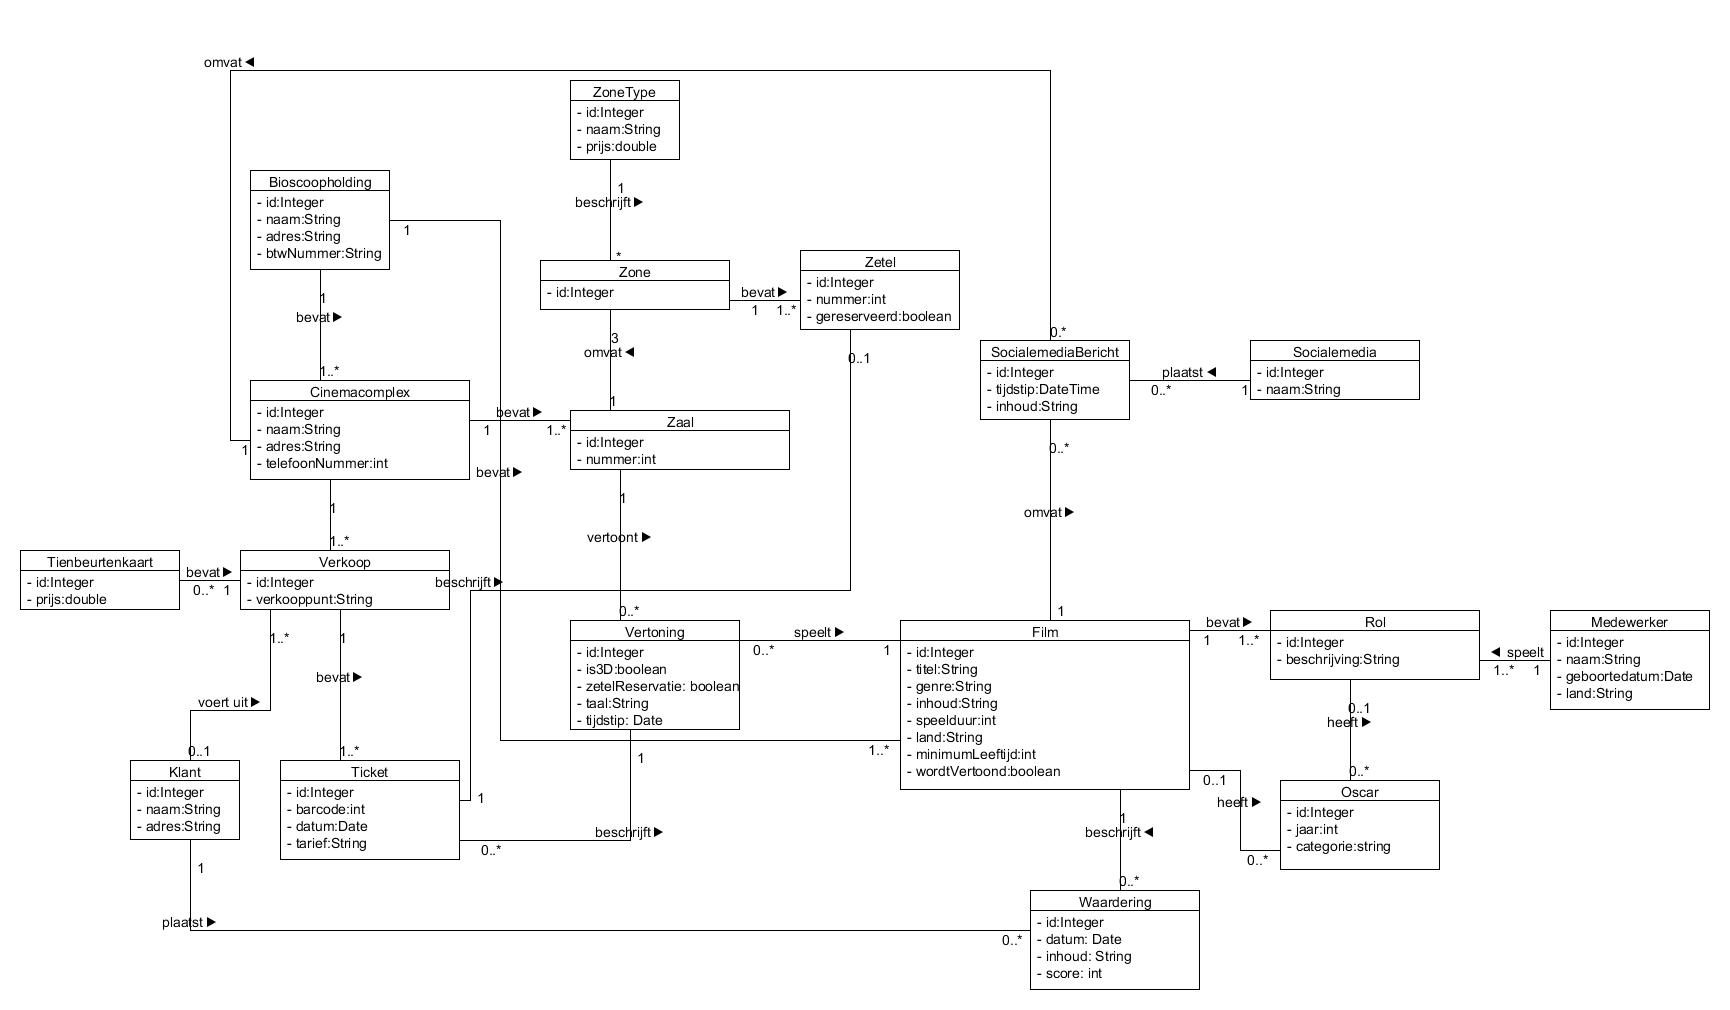 omvat ◄
ZoneType
- id:Integer
- naam:String
- prijs:double
1
beschrijft ►
*
Bioscoopholding
- id:Integer
- naam:String
- adres:String
- btwNummer:String
1
1
bevat ►
1..*
Zone
- id:Integer
bevat ►
1
1..*
Zetel
- id:Integer
- nummer:int
- gereserveerd:boolean
0..1
3
omvat ◄
1
0..*
SocialemediaBericht
- id:Integer
- tijdstip:DateTime
- inhoud:String
plaatst ◄
0..*
1
Socialemedia
- id:Integer
- naam:String
Cinemacomplex
- id:Integer
- naam:String
- adres:String
- telefoonNummer:int
1
bevat ►
1
1..*
Zaal
- id:Integer
- nummer:int
bevat ►
0..*
omvat ►
1
1
vertoont ►
0..*
1
1..*
Tienbeurtenkaart
- id:Integer
- prijs:double
bevat ►
0..*
1
Verkoop
- id:Integer
- verkooppunt:String
beschrijft ►
Vertoning
- id:Integer
- is3D:boolean
- zetelReservatie: boolean
- taal:String
- tijdstip: Date
speelt ►
0..*
1
Film
- id:Integer
- titel:String
- genre:String
- inhoud:String
- speelduur:int
- land:String
- minimumLeeftijd:int
- wordtVertoond:boolean
1..*
bevat ►
1
1..*
Rol
- id:Integer
- beschrijving:String
◄ speelt
1..*
1
Medewerker
- id:Integer
- naam:String
- geboortedatum:Date
- land:String
1..*
voert uit ►
0..1
1
bevat ►
1..*
0..1
heeft ►
0..*
Klant
- id:Integer
- naam:String
- adres:String
Ticket
- id:Integer
- barcode:int
- datum:Date
- tarief:String
1
1
beschrijft ►
0..*
0..1
heeft ►
0..*
Oscar
- id:Integer
- jaar:int
- categorie:string
1
beschrijft ◄
0..*
1
plaatst ►
0..*
Waardering
- id:Integer
- datum: Date
- inhoud: String
- score: int